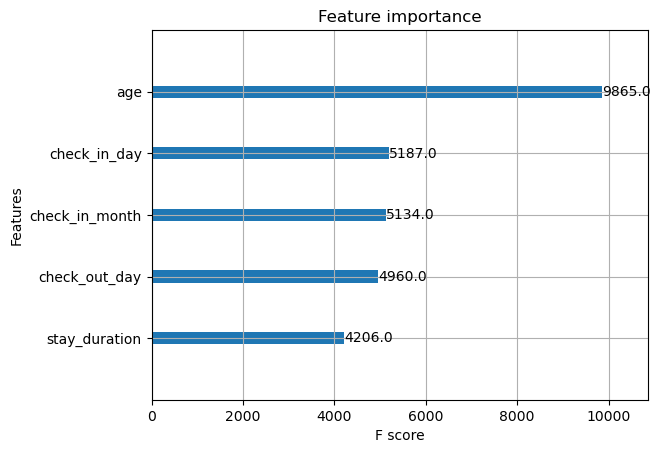 Feature importance
Features
age 9865.0
check_in_day 5187.0
check_in_month 5134.0
check_out_day 4960.0
stay_duration 4206.0
0 2000 4000 6000 8000 10000
F score